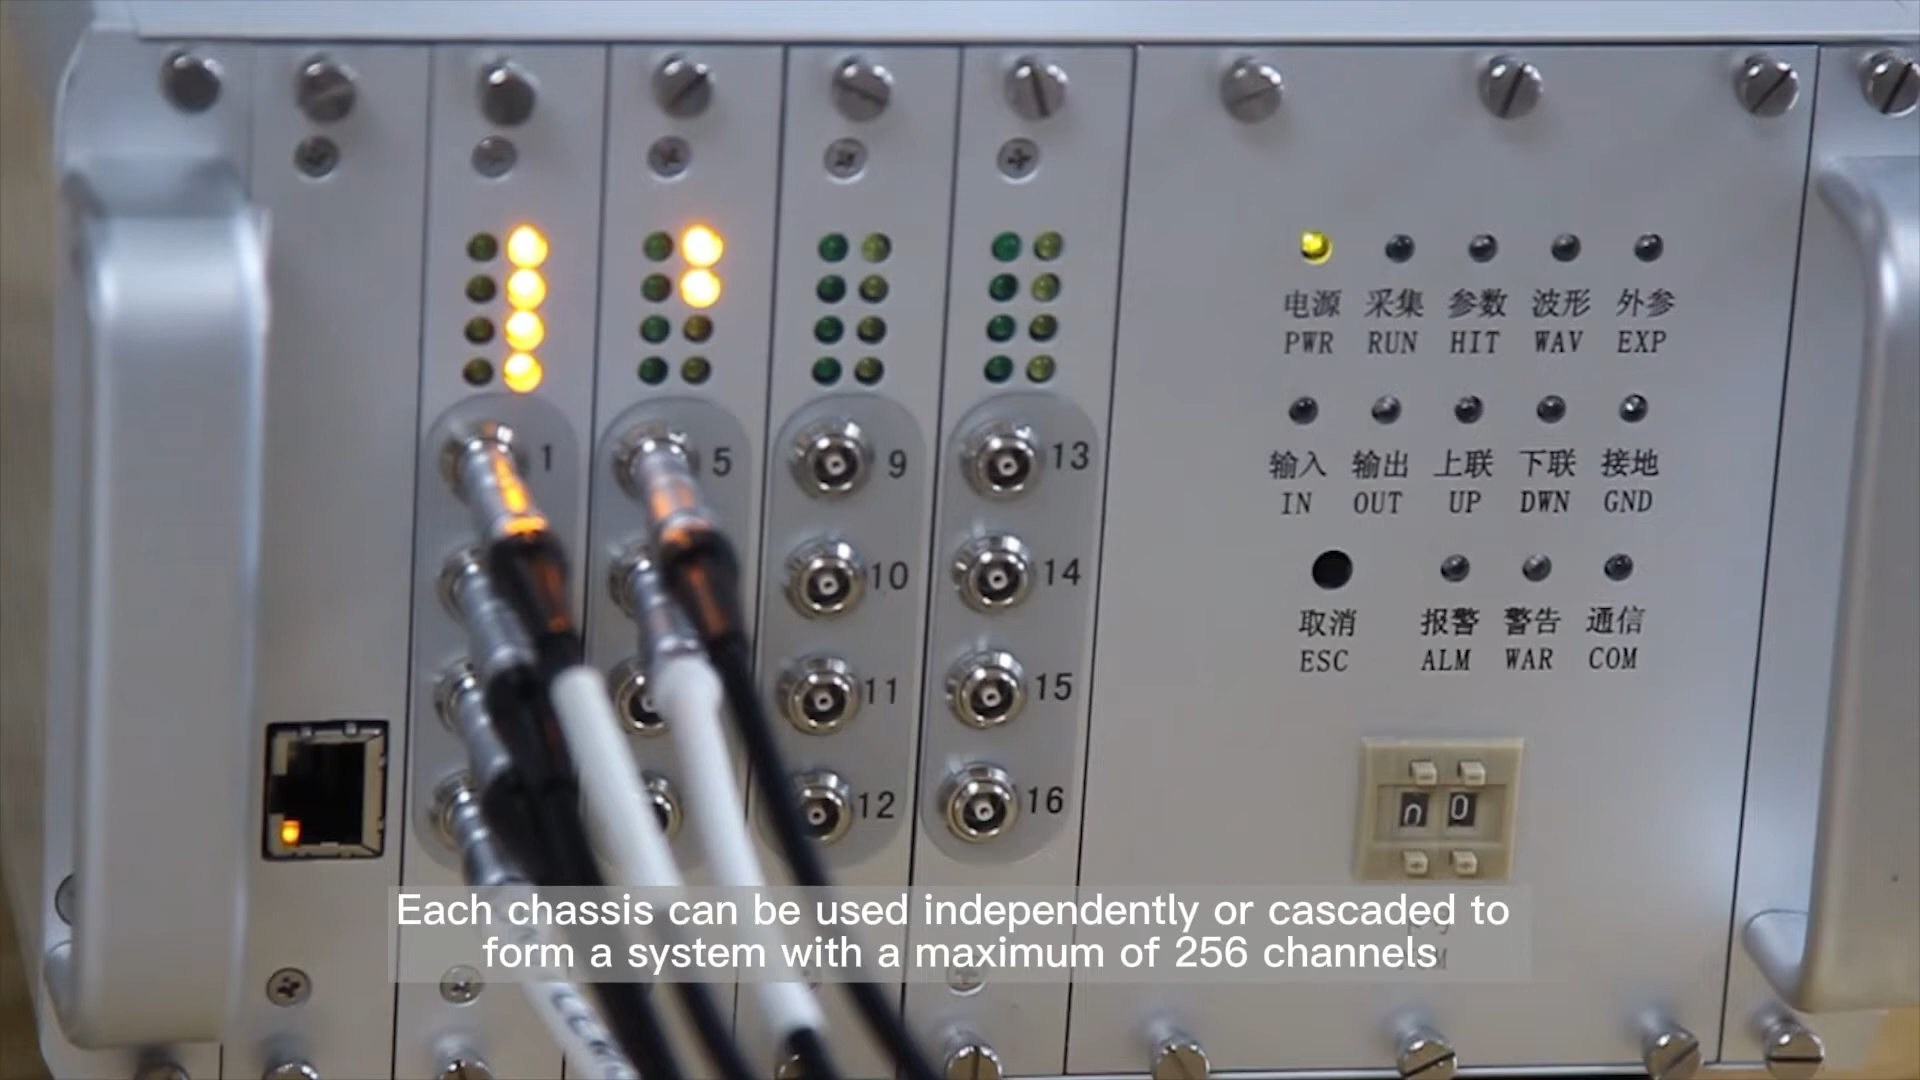 电源 采集 参数 波形 外参
PWR RUN HIT WAV EXP
输入 输出 上联 下联 接地
IN OUT UP DWN GND
取消 报警 警告 通信
ESC ALM WAR COM
1 5 9 13
10 14
11 15
12 16
0
Each chassis can be used independently or cascaded to
form a system with a maximum of 256 channels